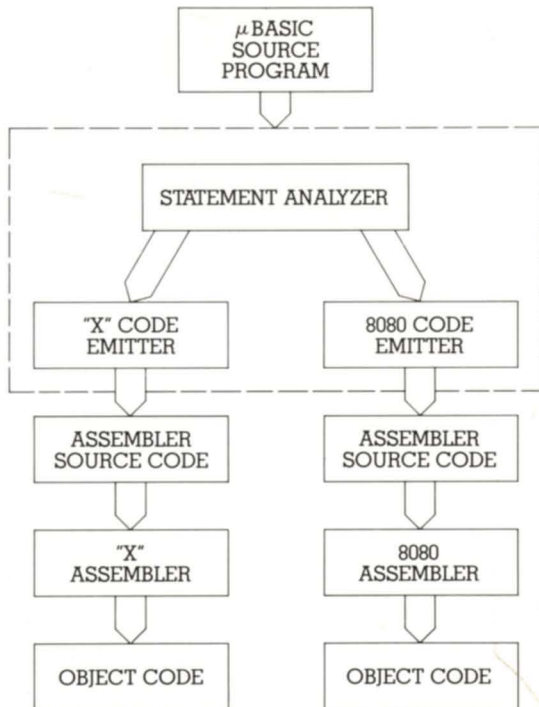 μBASIC
SOURCE
PROGRAM
STATEMENT ANALYZER
"X" CODE
EMITTER
8080 CODE
EMITTER
ASSEMBLER
SOURCE CODE
ASSEMBLER
SOURCE CODE
"X"
ASSEMBLER
8080
ASSEMBLER
OBJECT CODE
OBJECT CODE